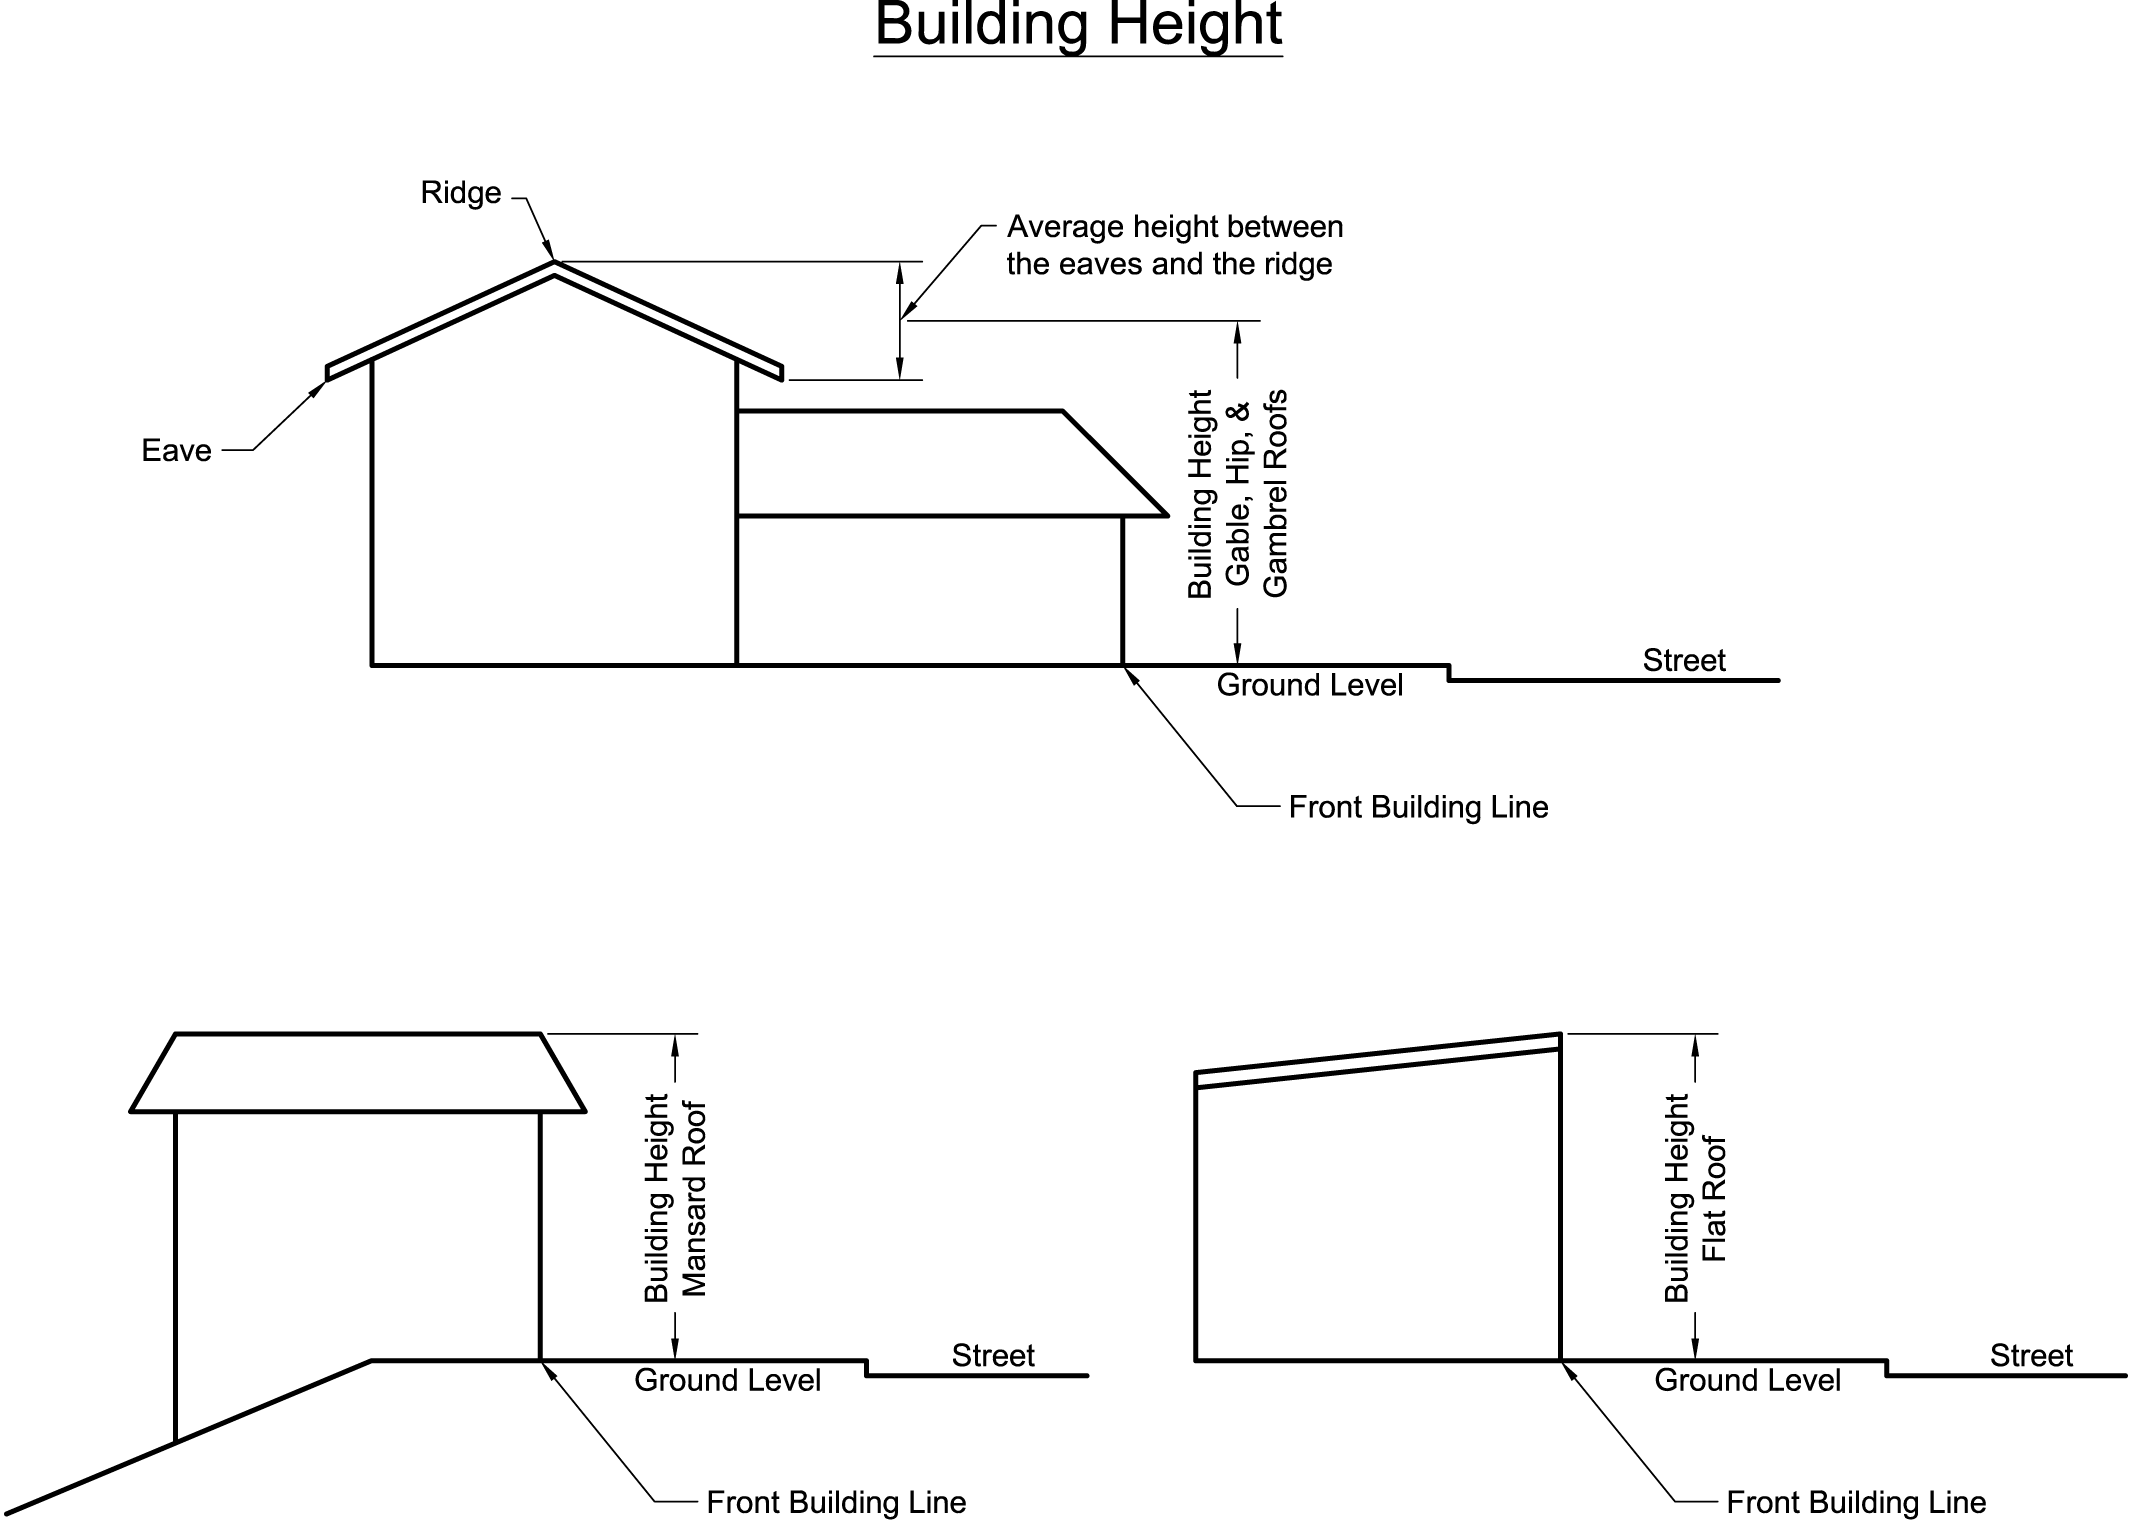 Building Height
Ridge
Average height between
the eaves and the ridge
Eave
Building Height
Gable, Hip, &
Gambrel Roofs
Street
Ground Level
Front Building Line
Building Height
Mansard Roof
Street
Ground Level
Front Building Line
Building Height
Flat Roof
Street
Ground Level
Front Building Line